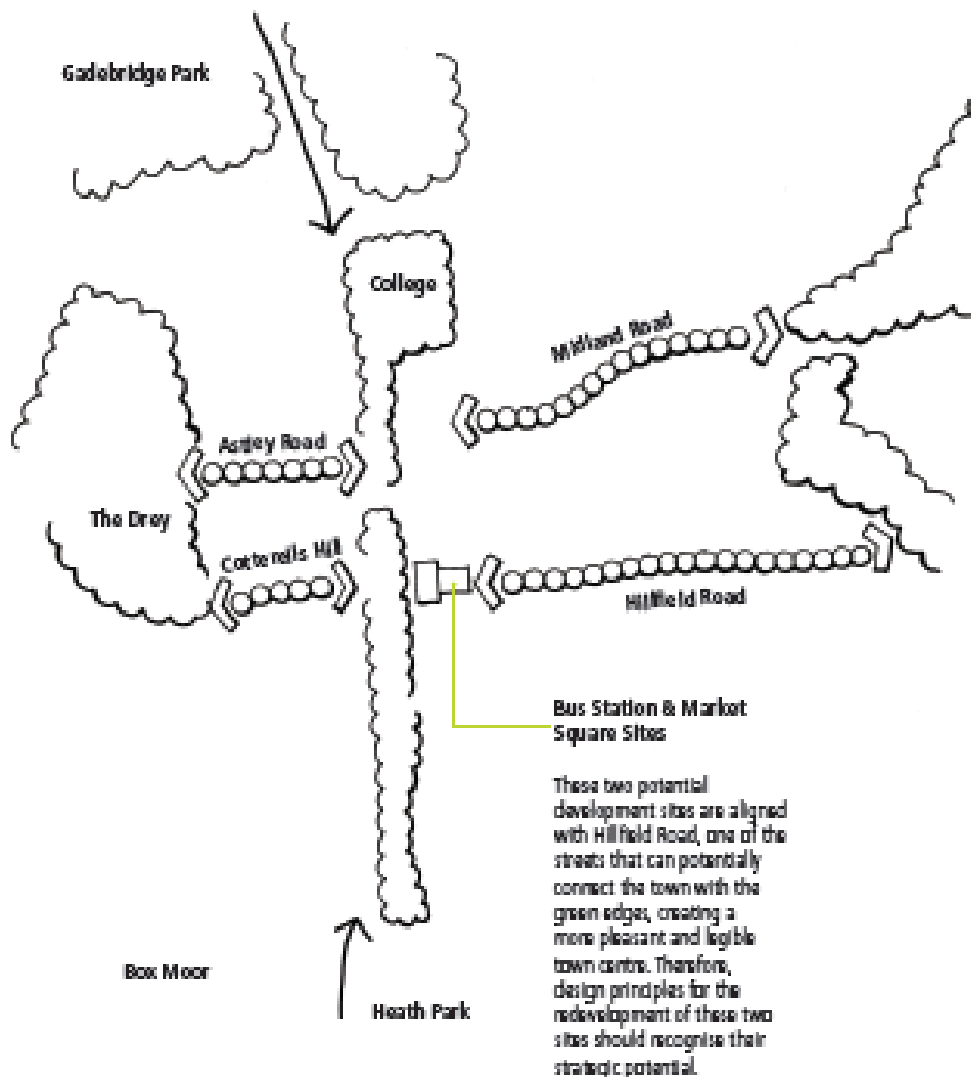 Gadebridge Park
College
Midland Road
Astley Road
The Drey
Cotterells Hill
Hillfield Road
Bus Station & Market
Square Sites
These two potential
development sites are aligned
with Hillfield Road, one of the
streets that can potentially
connect the town with the
green edges, creating a
more pleasant and legible
town centre. Therefore,
design principles for the
redevelopment of these two
sites should recognise their
strategic potential.
Box Moor
Heath Park